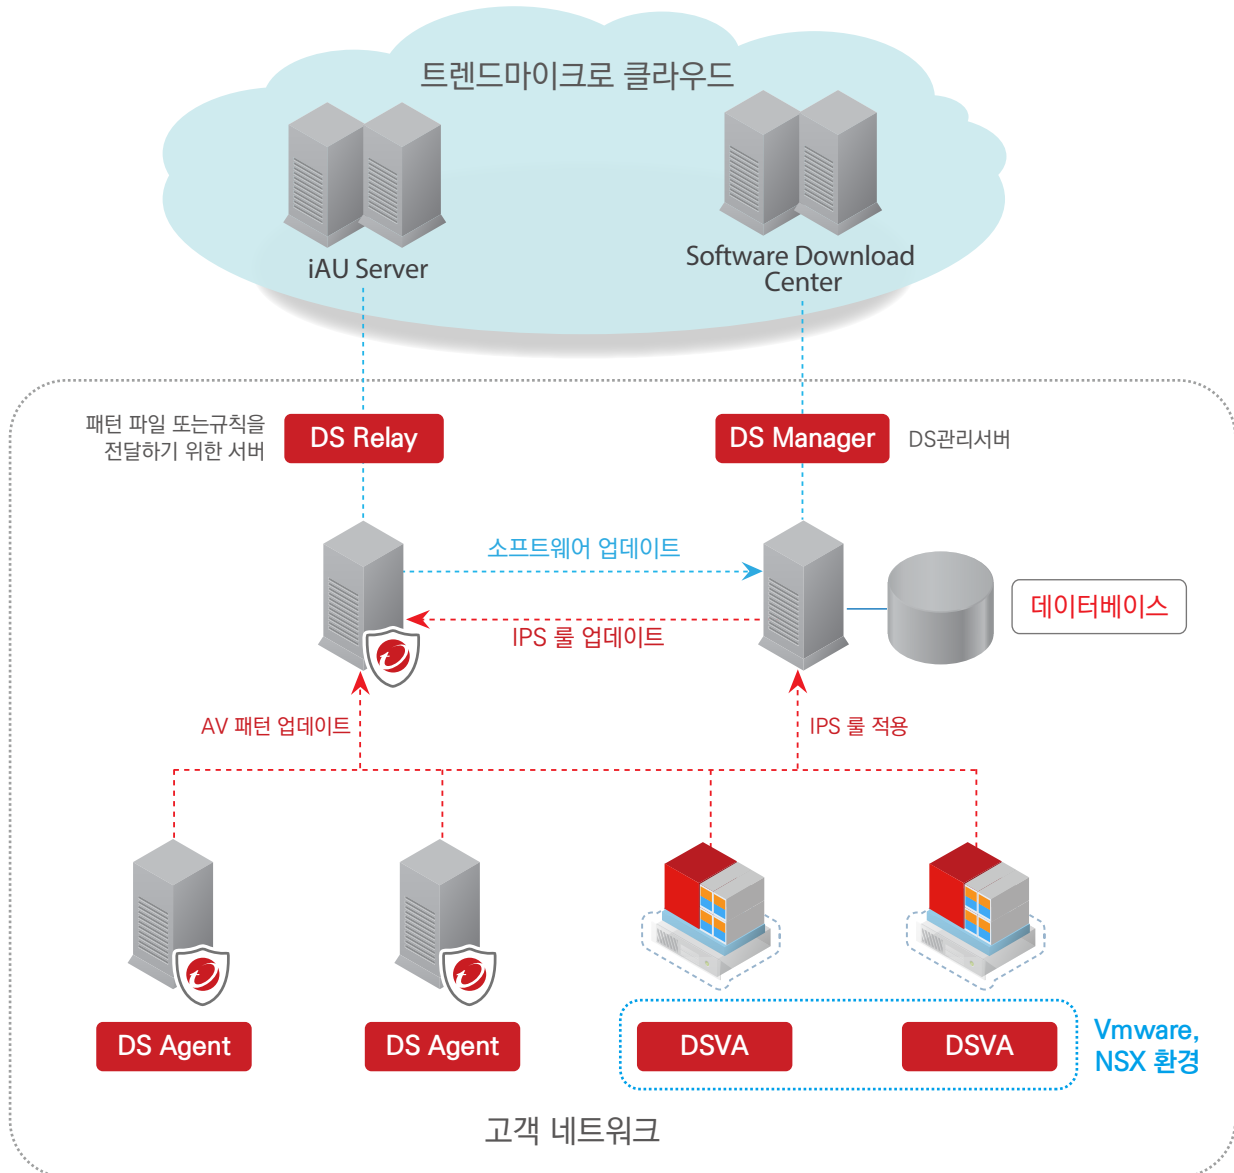 트렌드마이크로 클라우드
iAU Server
Software Download
Center
패턴 파일 또는규칙을
전달하기 위한 서버
DS Relay
DS Manager
DS관리서버
소프트웨어 업데이트
IPS 룰 업데이트
데이터베이스
AV 패턴 업데이트
IPS 룰 적용
DS Agent
DS Agent
DSVA
DSVA
Vmware,
NSX 환경
고객 네트워크